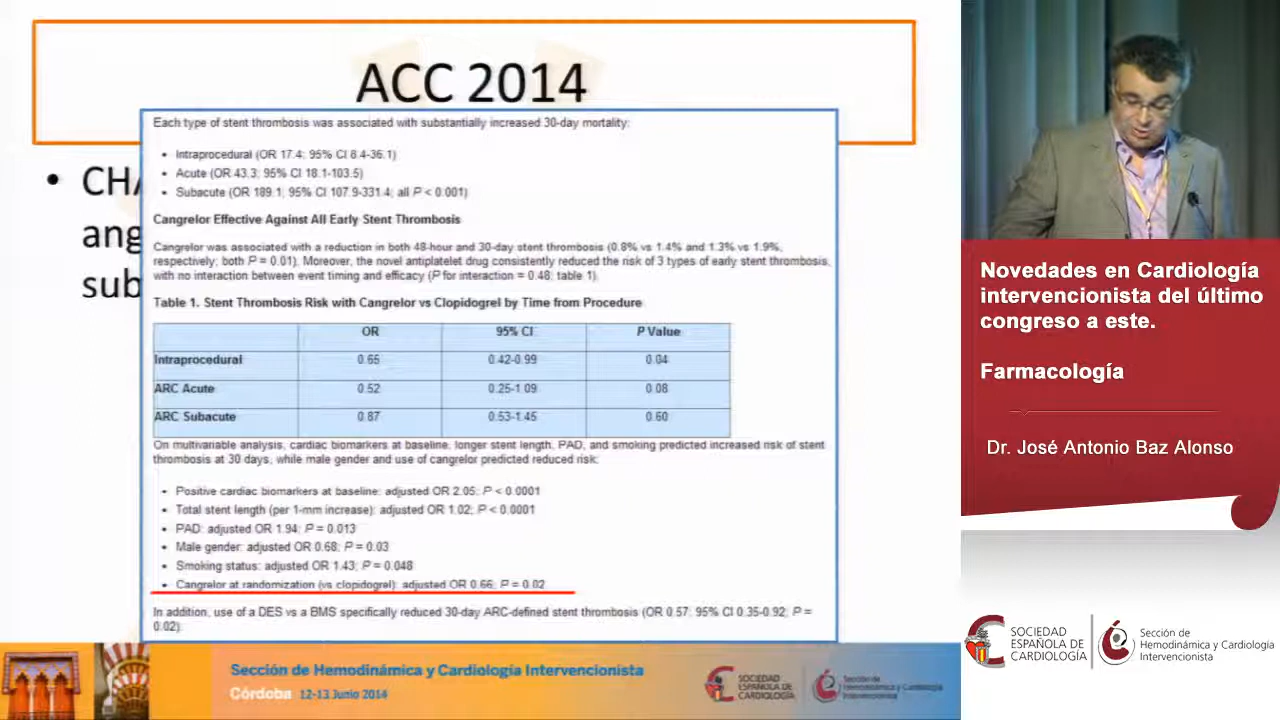 ACC 2014
Each type of stent thrombosis was associated with substantially increased 30-day mortality:
• Intraprocedural (OR 17.4; 95% CI 8.4-36.1)
• Acute (OR 43.3; 95% CI 18.1-103.5)
• Subacute (OR 189.1; 95% CI 107.9-331.4; all P < 0.001)
Cangrelor Effective Against All Early Stent Thrombosis
Cangrelor was associated with a reduction in both 48-hour and 30-day stent thrombosis (0.8% vs 1.4% and 1.3% vs 1.9%,
respectively; both P = 0.01). Moreover, the novel antiplatelet drug consistently reduced the risk of 3 types of early stent thrombosis,
with no interaction between event timing and efficacy (P for interaction = 0.48; table 1).
Table 1. Stent Thrombosis Risk with Cangrelor vs Clopidogrel by Time from Procedure
OR 95% CI P Value
Intraprocedural 0.65 0.42-0.99 0.04
ARC Acute 0.52 0.25-1.09 0.08
ARC Subacute 0.87 0.53-1.45 0.60
On multivariable analysis, cardiac biomarkers at baseline, longer stent length, PAD, and smoking predicted increased risk of stent
thrombosis at 30 days, while male gender and use of cangrelor predicted reduced risk:
• Positive cardiac biomarkers at baseline: adjusted OR 2.05; P < 0.0001
• Total stent length (per 1-mm increase): adjusted OR 1.02; P < 0.0001
• PAD: adjusted OR 1.94; P = 0.013
• Male gender: adjusted OR 0.68; P = 0.03
• Smoking status: adjusted OR 1.43; P = 0.048
• Cangrelor at randomization (vs clopidogrel): adjusted OR 0.66; P = 0.02
In addition, use of a DES vs a BMS specifically reduced 30-day ARC-defined stent thrombosis (OR 0.57; 95% CI 0.35-0.92; P =
0.02).
• CHA
ang
sub
Sección de Hemodinámica y Cardiología Intervencionista
Córdoba 12-13 Junio 2014
SOCIEDAD
ESPAÑOLA DE
CARDIOLOGÍA
Sección de
Hemodinámica y Cardiología
Intervencionista
Novedades en Cardiología
intervencionista del último
congreso a este.
Farmacología
Dr. José Antonio Baz Alonso
SOCIEDAD
ESPAÑOLA DE
CARDIOLOGÍA
Sección de
Hemodinámica y Cardiología
Intervencionista